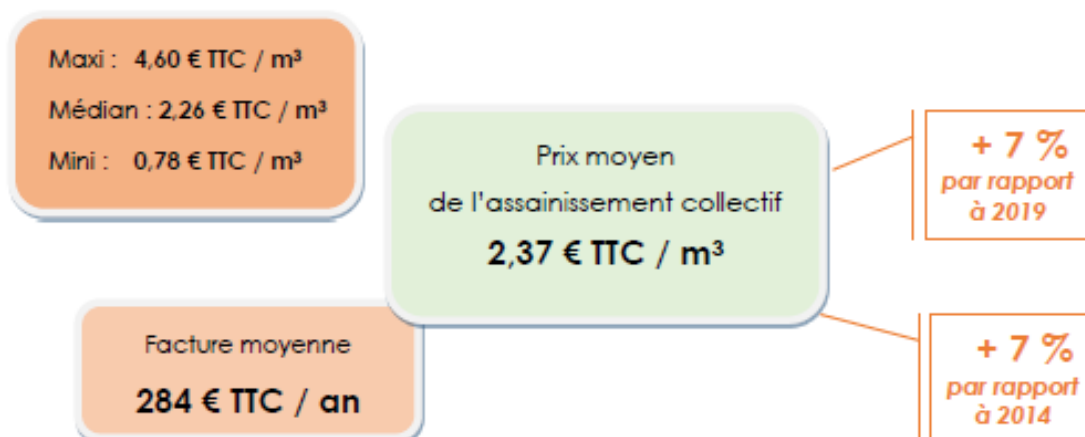 Maxi : 4,60 € TTC / m³
Médian : 2,26 € TTC / m³
Mini : 0,78 € TTC / m³
Prix moyen
de l'assainissement collectif
2,37 € TTC / m³
+ 7 %
par rapport
à 2019
Facture moyenne
284 € TTC / an
+ 7 %
par rapport
à 2014